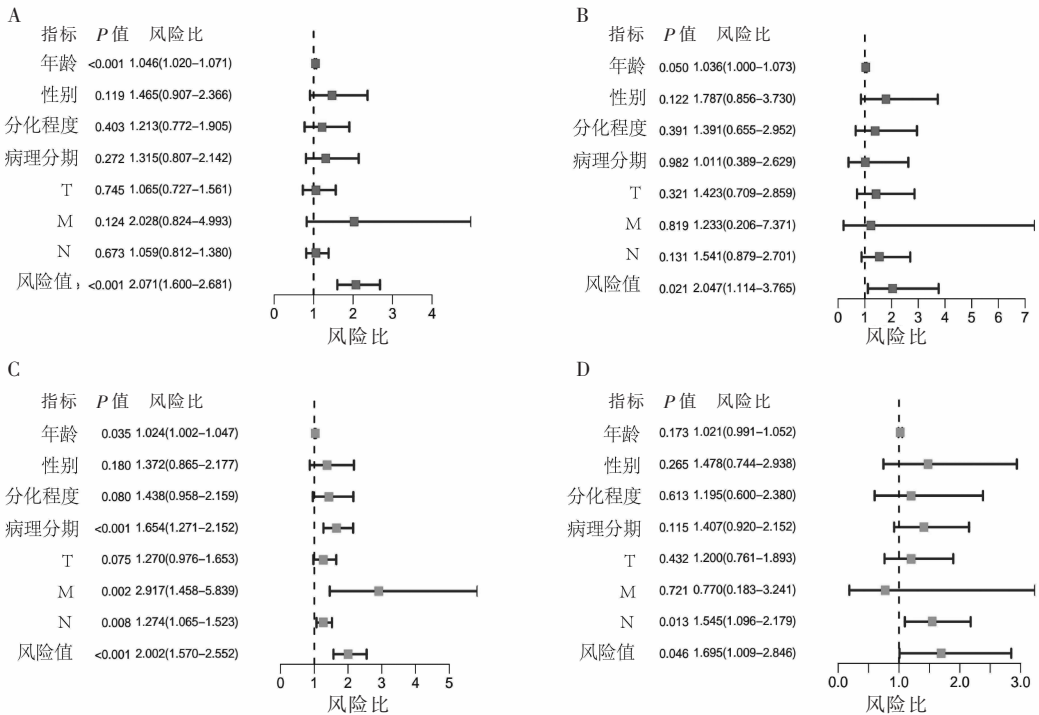 A
指标 P 值 风险比
年龄 <0.001 1.046(1.020–1.071)
性别 0.119 1.465(0.907–2.366)
分化程度 0.403 1.213(0.772–1.905)
病理分期 0.272 1.315(0.807–2.142)
T 0.745 1.065(0.727–1.561)
M 0.124 2.028(0.824–4.993)
N 0.673 1.059(0.812–1.380)
风险值; <0.001 2.071(1.600–2.681)
0 1 2 3 4
风险比
B
指标 P 值 风险比
年龄 0.050 1.036(1.000–1.073)
性别 0.122 1.787(0.856–3.730)
分化程度 0.391 1.391(0.655–2.952)
病理分期 0.982 1.011(0.389–2.629)
T 0.321 1.423(0.709–2.859)
M 0.819 1.233(0.206–7.371)
N 0.131 1.541(0.879–2.701)
风险值 0.021 2.047(1.114–3.765)
0 1 2 3 4 5 6 7
风险比
C
指标 P 值 风险比
年龄 0.035 1.024(1.002–1.047)
性别 0.180 1.372(0.865–2.177)
分化程度 0.080 1.438(0.958–2.159)
病理分期 <0.001 1.654(1.271–2.152)
T 0.075 1.270(0.976–1.653)
M 0.002 2.917(1.458–5.839)
N 0.008 1.274(1.065–1.523)
风险值 <0.001 2.002(1.570–2.552)
0 1 2 3 4 5
风险比
D
指标 P 值 风险比
年龄 0.173 1.021(0.991–1.052)
性别 0.265 1.478(0.744–2.938)
分化程度 0.613 1.195(0.600–2.380)
病理分期 0.115 1.407(0.920–2.152)
T 0.432 1.200(0.761–1.893)
M 0.721 0.770(0.183–3.241)
N 0.013 1.545(1.096–2.179)
风险值 0.046 1.695(1.009–2.846)
0.0 1.0 2.0 3.0
风险比